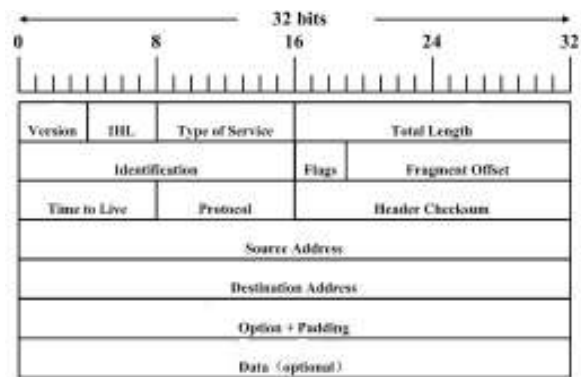 32 bits
0 8 16 24 32
Version IHL Type of Service Total Length
Identification Flags Fragment Offset
Time to Live Protocol Header Checksum
Source Address
Destination Address
Option + Padding
Data（optional）